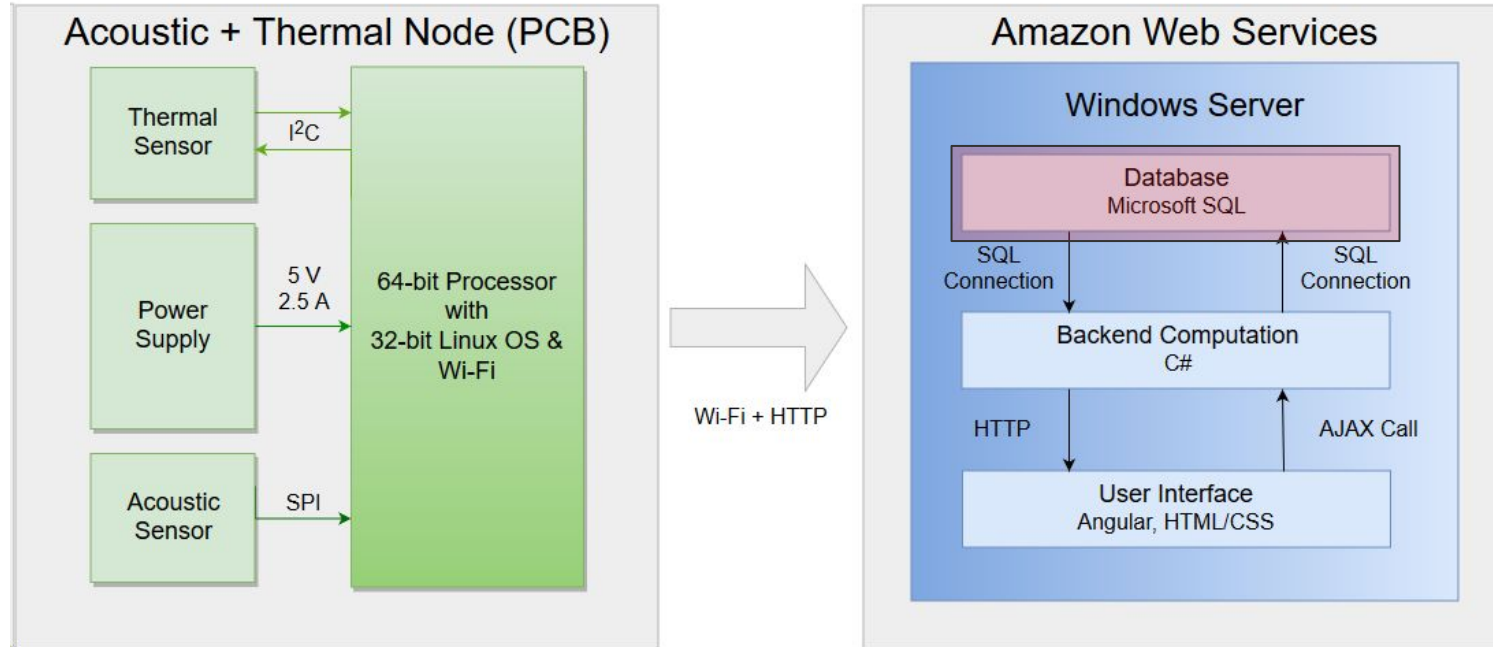 Acoustic + Thermal Node (PCB)
Thermal
Sensor
I²C
Power
Supply
5 V
2.5 A
64-bit Processor
with
32-bit Linux OS &
Wi-Fi
Acoustic
Sensor
SPI
Wi-Fi + HTTP
Amazon Web Services
Windows Server
Database
Microsoft SQL
SQL
Connection
SQL
Connection
Backend Computation
C#
HTTP
AJAX Call
User Interface
Angular, HTML/CSS